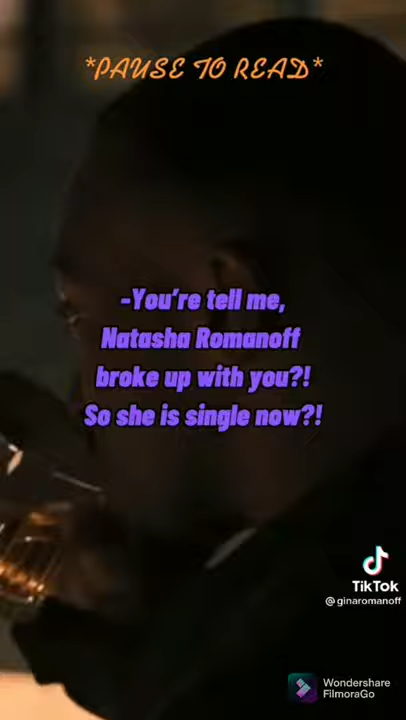 *PAUSE TO READ*
-You're tell me,
Natasha Romanoff
broke up with you?!
So she is single now?!
TikTok
@ginaromanoff
Wondershare
FilmoraGo